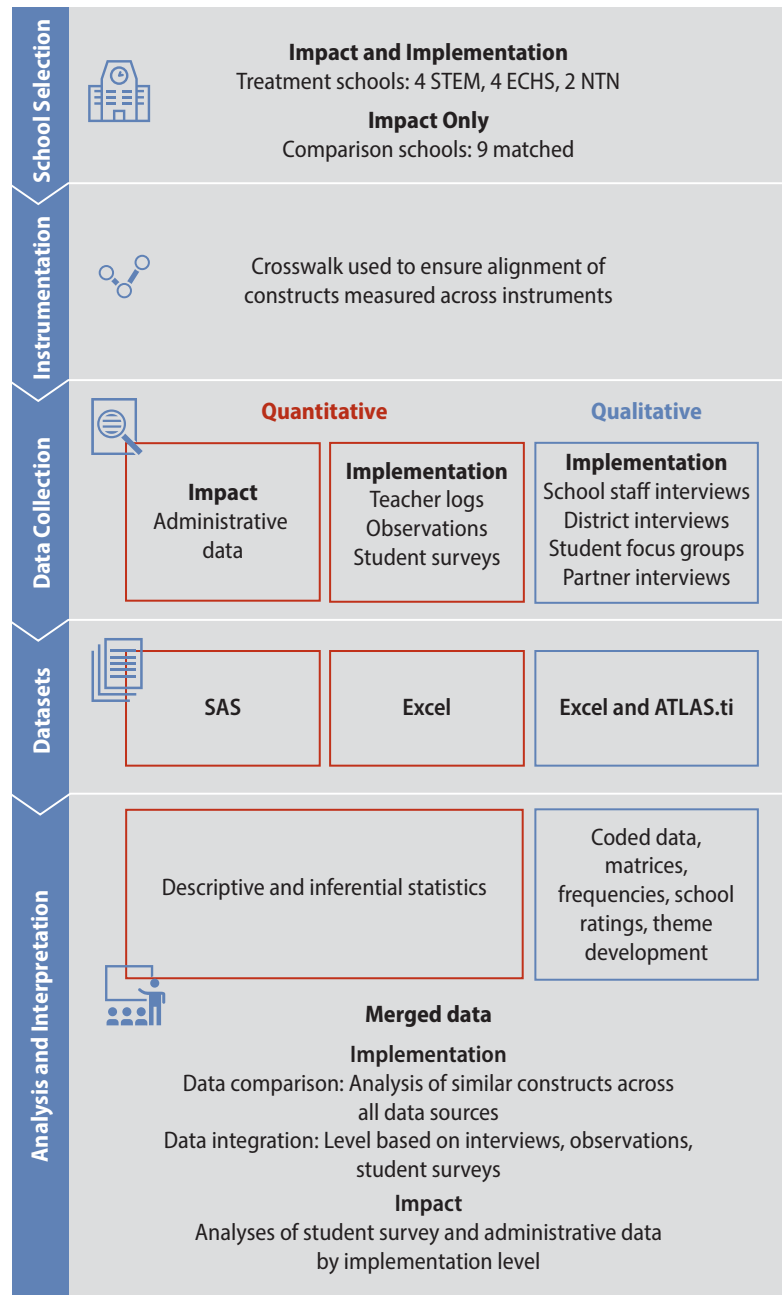 School Selection
Impact and Implementation
Treatment schools: 4 STEM, 4 ECHS, 2 NTN
Impact Only
Comparison schools: 9 matched
Instrumentation
Crosswalk used to ensure alignment of
constructs measured across instruments
Data Collection
Quantitative
Impact
Administrative
data
Implementation
Teacher logs
Observations
Student surveys
Qualitative
Implementation
School staff interviews
District interviews
Student focus groups
Partner interviews
Datasets
SAS
Excel
Excel and ATLAS.ti
Analysis and Interpretation
Descriptive and inferential statistics
Coded data,
matrices,
frequencies, school
ratings, theme
development
Merged data
Implementation
Data comparison: Analysis of similar constructs across
all data sources
Data integration: Level based on interviews, observations,
student surveys
Impact
Analyses of student survey and administrative data
by implementation level